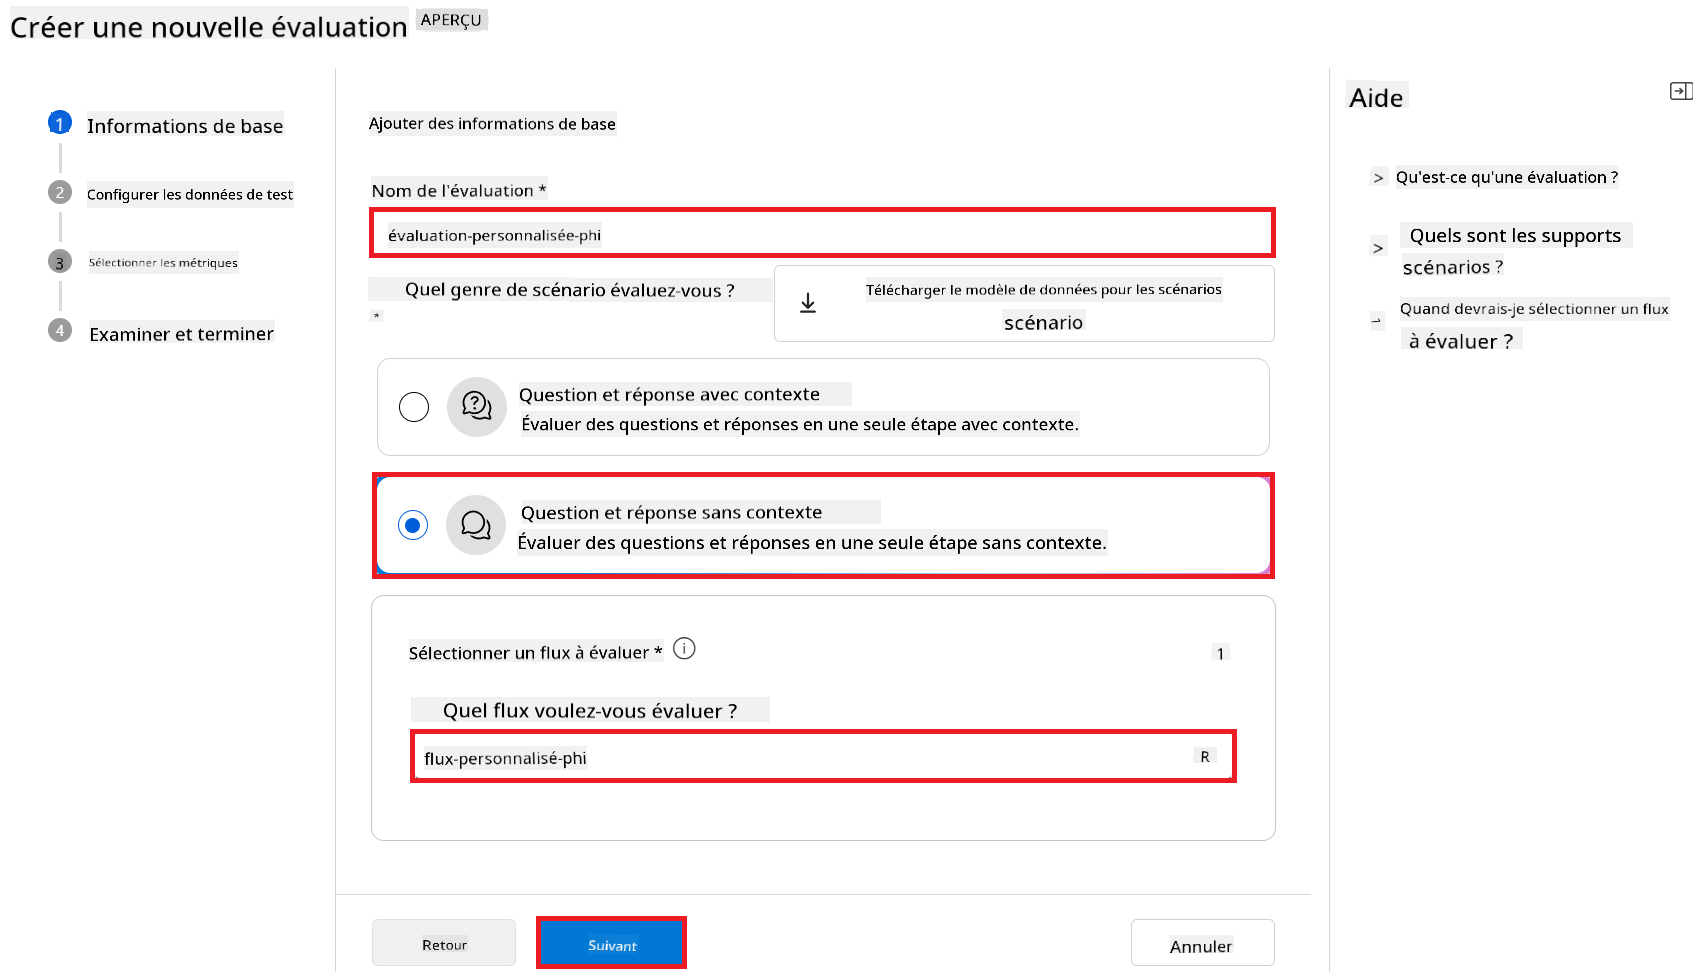 Créer une nouvelle évaluation APERÇU
1 Informations de base
2 Configurer les données de test
3 Sélectionner les métriques
4 Examiner et terminer
Ajouter des informations de base
Nom de l'évaluation *
évaluation-personnalisée-phi
Quel genre de scénario évaluez-vous ?
*
Télécharger le modèle de données pour les scénarios
scénario
Question et réponse avec contexte
Évaluer des questions et réponses en une seule étape avec contexte.
Question et réponse sans contexte
Évaluer des questions et réponses en une seule étape sans contexte.
Sélectionner un flux à évaluer *
1
Quel flux voulez-vous évaluer ?
flux-personnalisé-phi R
Retour
Suivant
Annuler
Aide
> Qu'est-ce qu'une évaluation ?
> Quels sont les supports
scénarios ?
Quand devrais-je sélectionner un flux
à évaluer ?